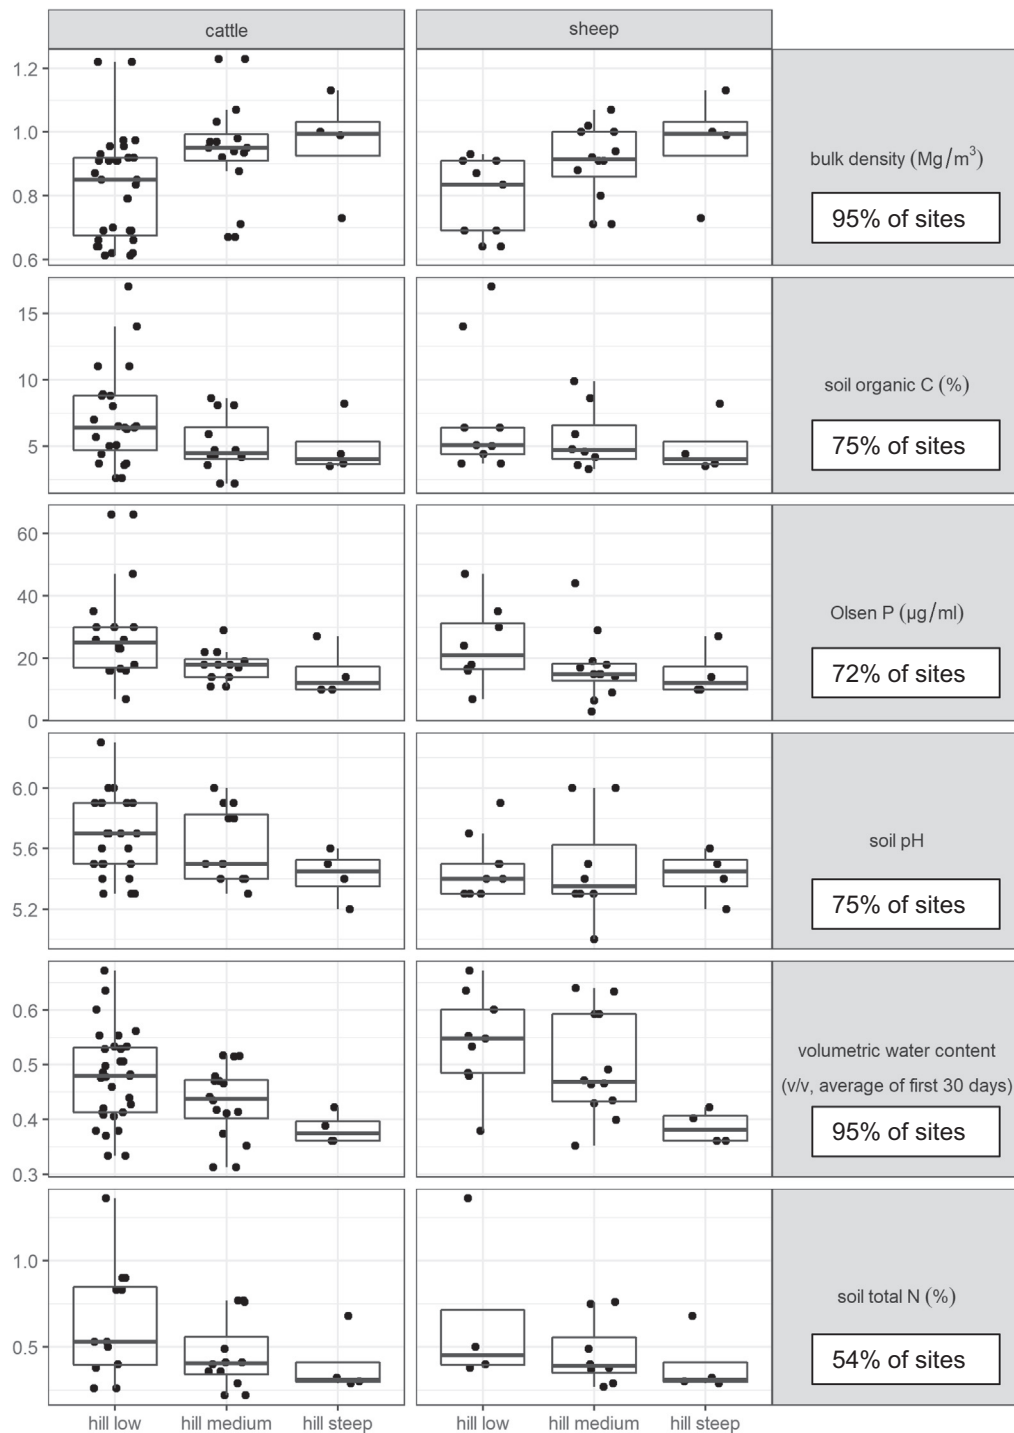 cattle sheep
1.2
1.0
0.8
0.6
bulk density (Mg/m³)
95% of sites
15
10
5
soil organic C (%)
75% of sites
60
40
20
0
Olsen P (µg/ml)
72% of sites
6.0
5.6
5.2
soil pH
75% of sites
0.6
0.5
0.4
0.3
volumetric water content
(v/v, average of first 30 days)
95% of sites
1.0
0.5
soil total N (%)
54% of sites
hill low hill medium hill steep hill low hill medium hill steep